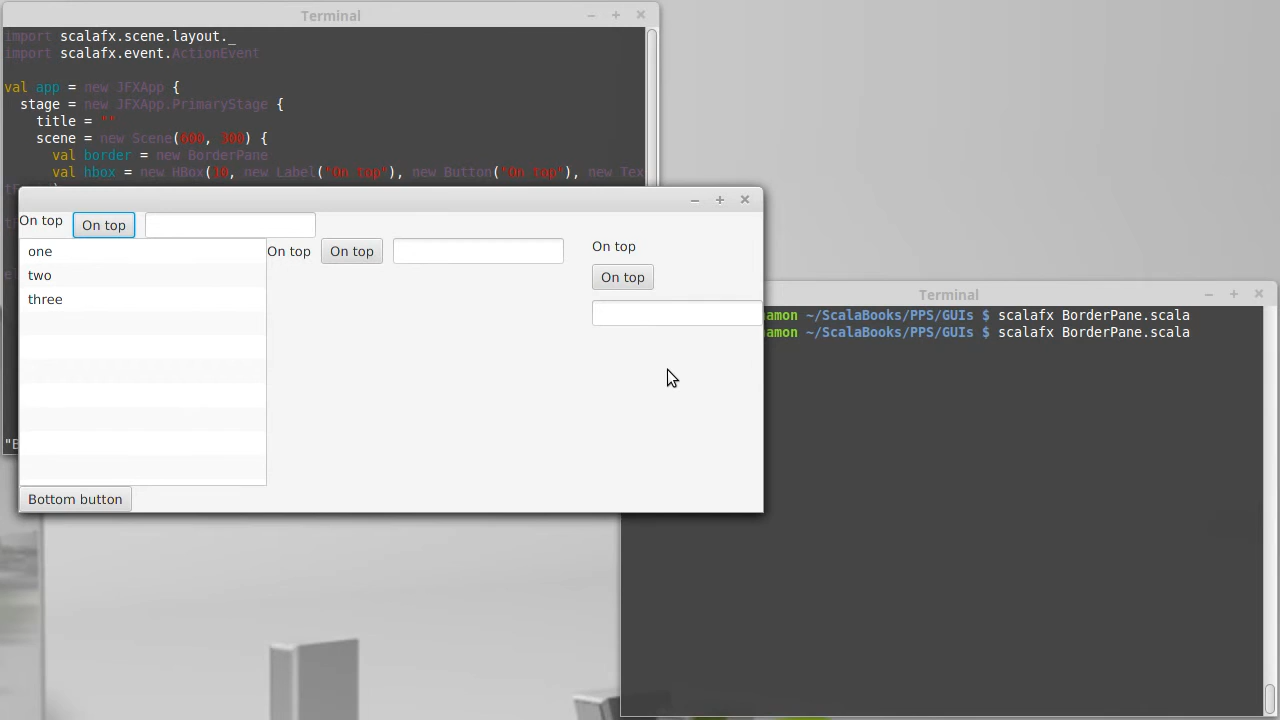 Terminal
import scalafx.scene.layout._
import scalafx.event.ActionEvent
val app = new JFXApp {
stage = new JFXApp.PrimaryStage {
title = ""
scene = new Scene(600, 300) {
val border = new BorderPane
val hbox = new HBox(10, new Label("On top"), new Button("On top"), new Tex
On top
On top
one
two
three
On top
On top
On top
On top
Bottom button
Terminal
amon ~/ScalaBooks/PPS/GUIs $ scalafx BorderPane.scala
amon ~/ScalaBooks/PPS/GUIs $ scalafx BorderPane.scala